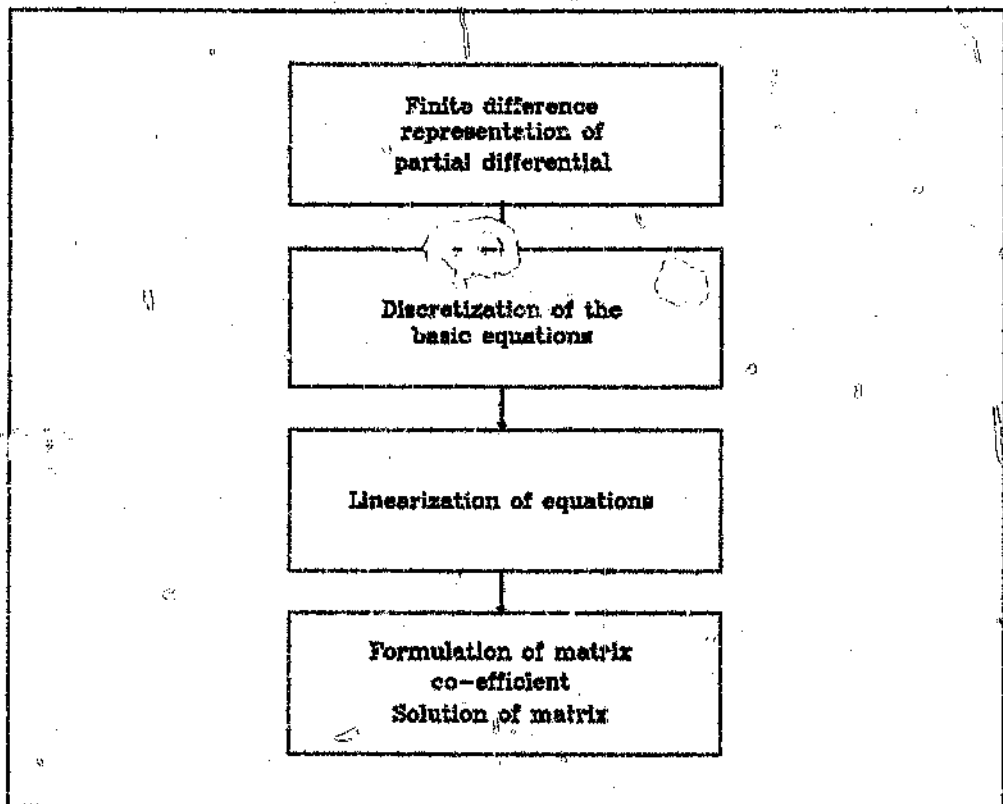 Finite difference
representation of
partial differential
Discretization of the
basic equations
Linearization of equations
Formulation of matrix
co-efficient
Solution of matrix